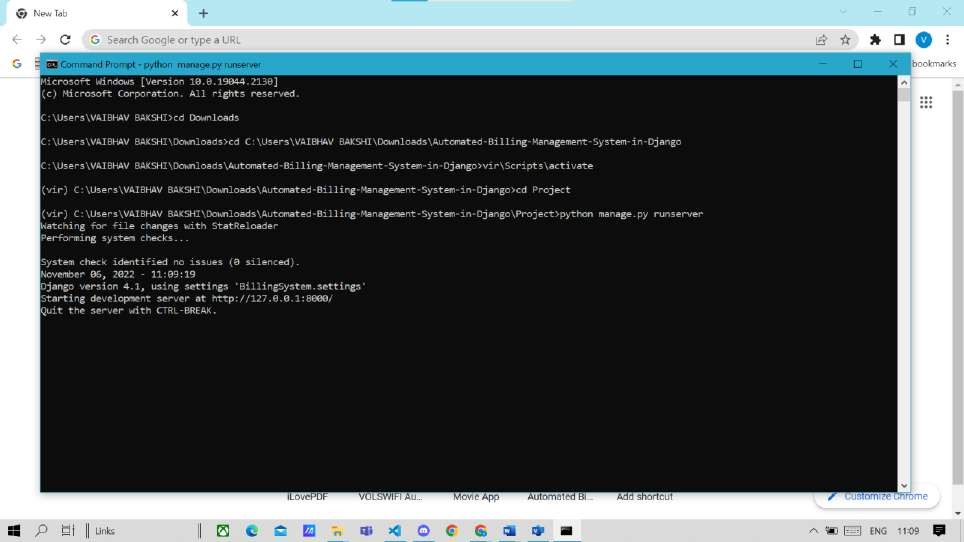 New Tab
Search Google or type a URL
V
bookmarks
Command Prompt - python  manage.py runserver
Microsoft Windows [Version 10.0.19044.2130]
(c) Microsoft Corporation. All rights reserved.
C:\Users\VAIBHAV BAKSHI>cd Downloads
C:\Users\VAIBHAV BAKSHI\Downloads>cd C:\Users\VAIBHAV BAKSHI\Downloads\Automated-Billing-Management-System-in-Django
C:\Users\VAIBHAV BAKSHI\Downloads\Automated-Billing-Management-System-in-Django>vir\Scripts\activate
(vir) C:\Users\VAIBHAV BAKSHI\Downloads\Automated-Billing-Management-System-in-Django>cd Project
(vir) C:\Users\VAIBHAV BAKSHI\Downloads\Automated-Billing-Management-System-in-Django\Project>python manage.py runserver
Watching for file changes with StatReloader
Performing system checks...
System check identified no issues (0 silenced).
November 06, 2022 - 11:09:19
Django version 4.1, using settings 'BillingSystem.settings'
Starting development server at http://127.0.0.1:8000/
Quit the server with CTRL-BREAK.
iLovePDF VOLSWIFI Au... Movie App Automated Bi... Add shortcut
Customize Chrome
Links ENG 11:09